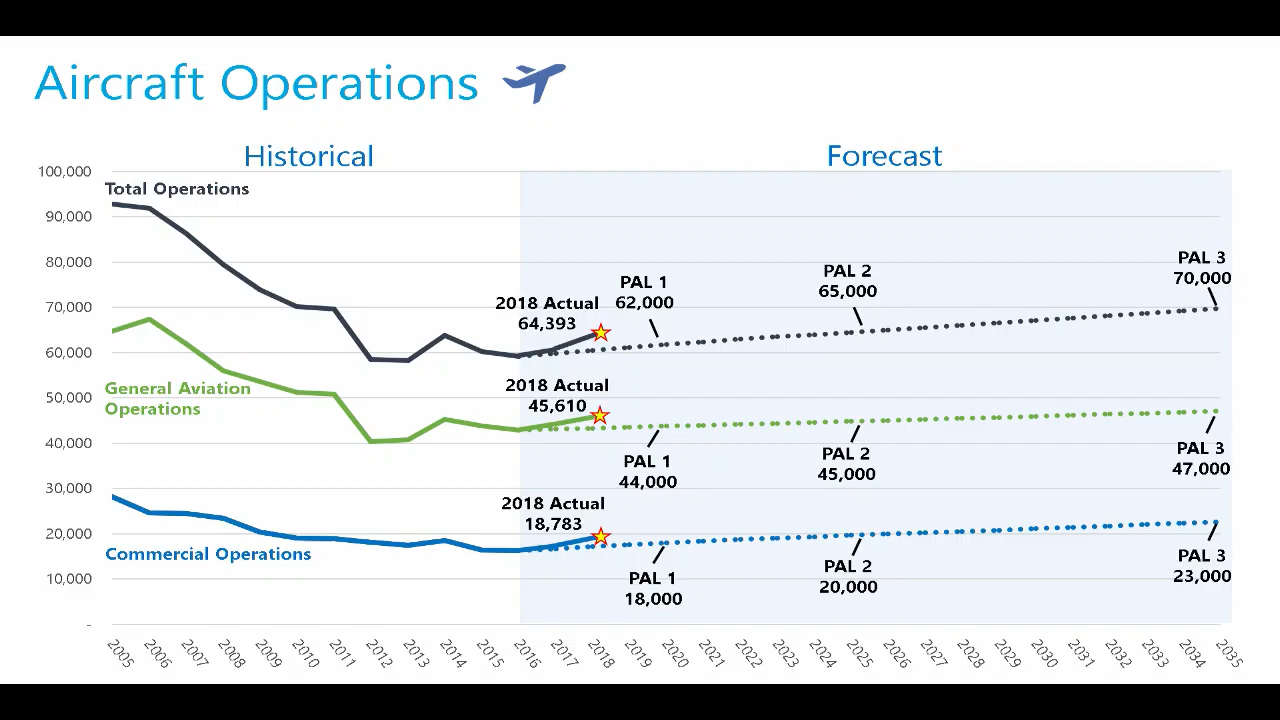 Aircraft Operations
Historical
Forecast
100,000
90,000
80,000
70,000
60,000
50,000
40,000
30,000
20,000
10,000
-
Total Operations
General Aviation
Operations
Commercial Operations
2018 Actual
64,393
PAL 1
62,000
PAL 2
65,000
PAL 3
70,000
2018 Actual
45,610
PAL 1
44,000
PAL 2
45,000
PAL 3
47,000
2018 Actual
18,783
PAL 1
18,000
PAL 2
20,000
PAL 3
23,000
2005 2006 2007 2008 2009 2010 2011 2012 2013 2014 2015 2016 2017 2018 2019 2020 2021 2022 2023 2024 2025 2026 2027 2028 2029 2030 2031 2032 2033 2034 2035